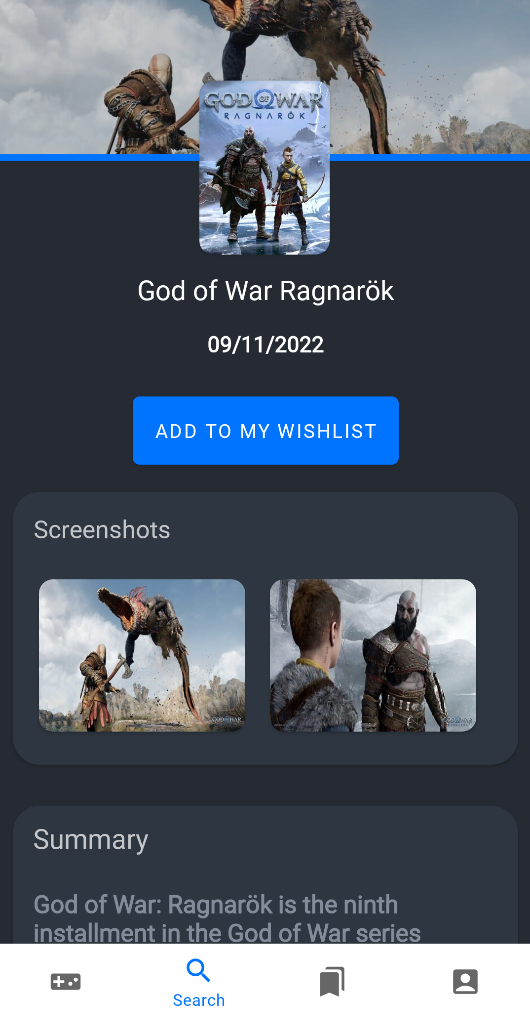 GOD OF WAR
RAGNARÖK
God of War Ragnarök
09/11/2022
ADD TO MY WISHLIST
Screenshots
Summary
God of War: Ragnarök is the ninth
installment in the God of War series
Search